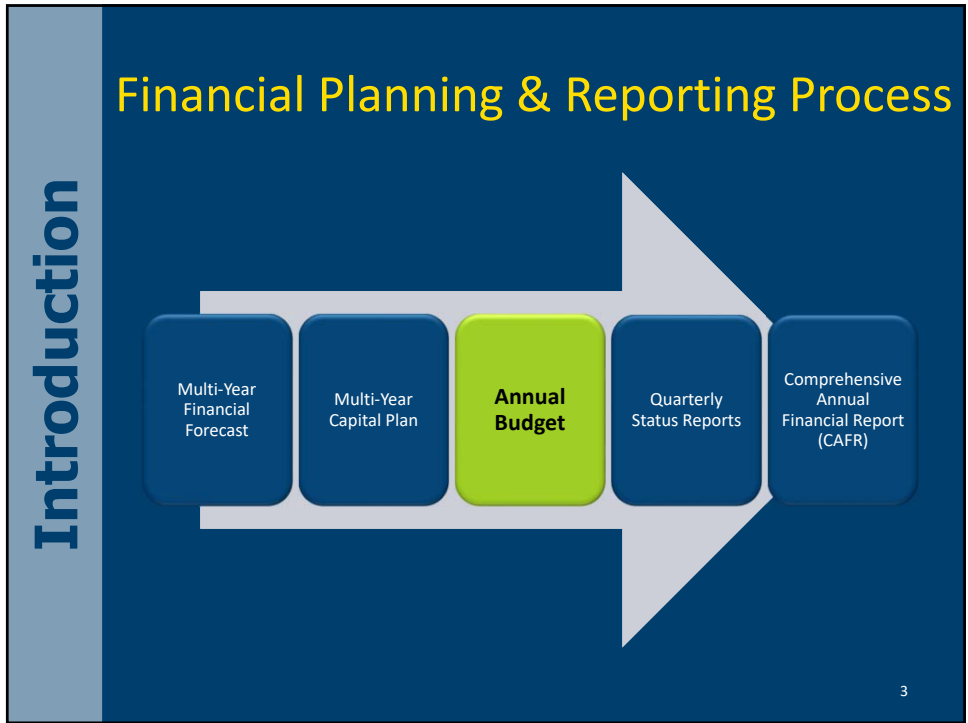 Introduction
Financial Planning & Reporting Process
Multi-Year
Financial
Forecast
Multi-Year
Capital Plan
Annual
Budget
Quarterly
Status Reports
Comprehensive
Annual
Financial Report
(CAFR)
3